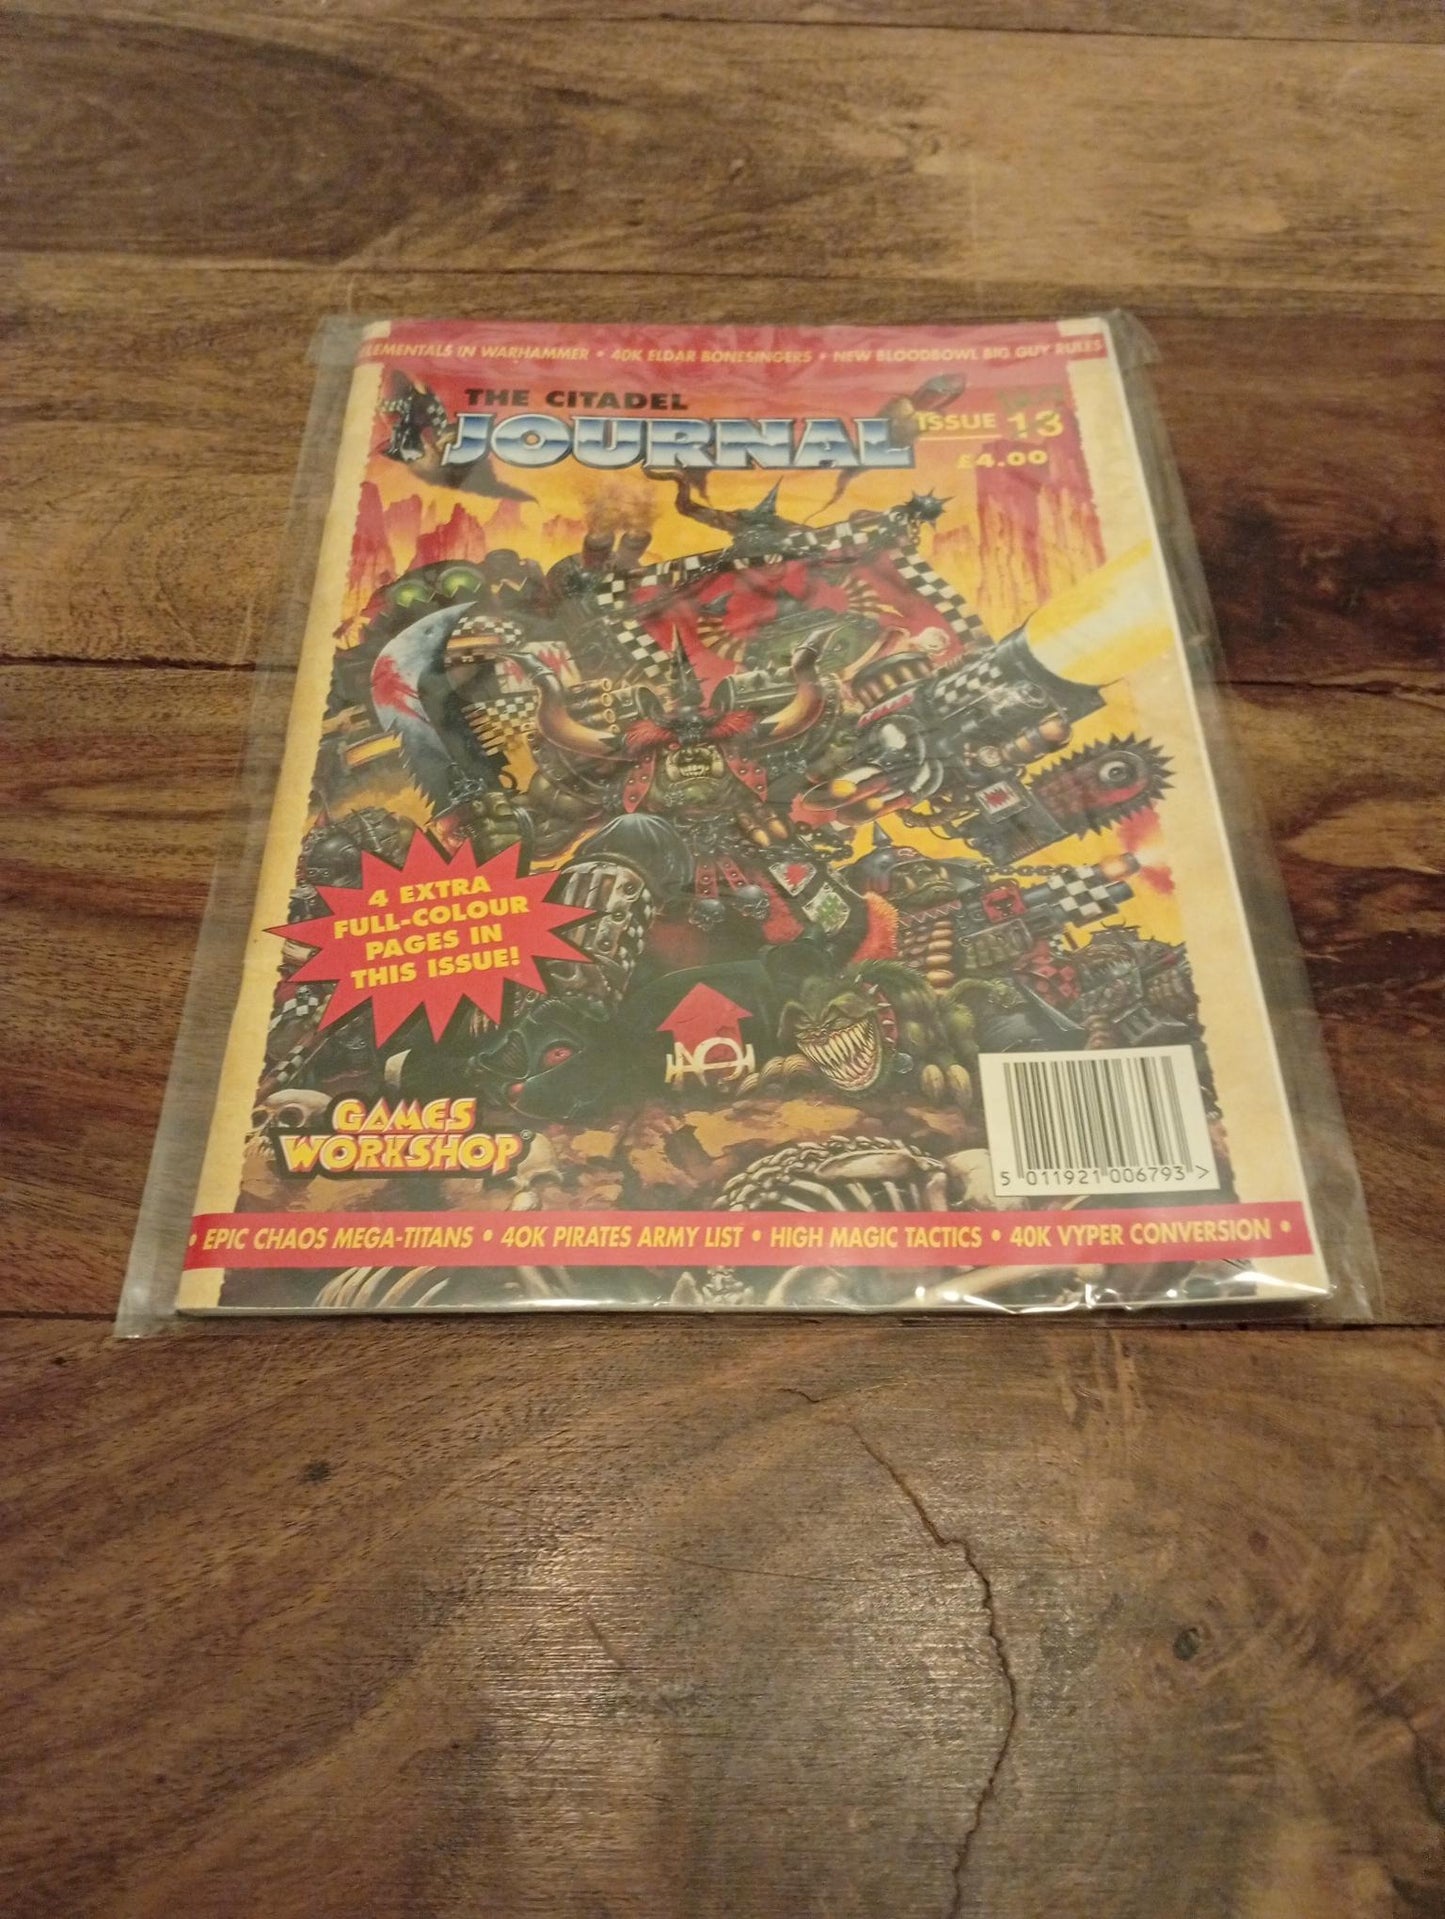 ELEMENTALS IN WARHAMMER • 40K ELDAR BONESINGERS • NEW BLOODBOWL BIG GUY RULES
THE CITADEL
JOURNAL
ISSUE 13
£4.00
4 EXTRA
FULL-COLOUR
PAGES IN
THIS ISSUE!
GAMES
WORKSHOP®
5 011921 006793 >
• EPIC CHAOS MEGA-TITANS • 40K PIRATES ARMY LIST • HIGH MAGIC TACTICS • 40K VYPER CONVERSION •